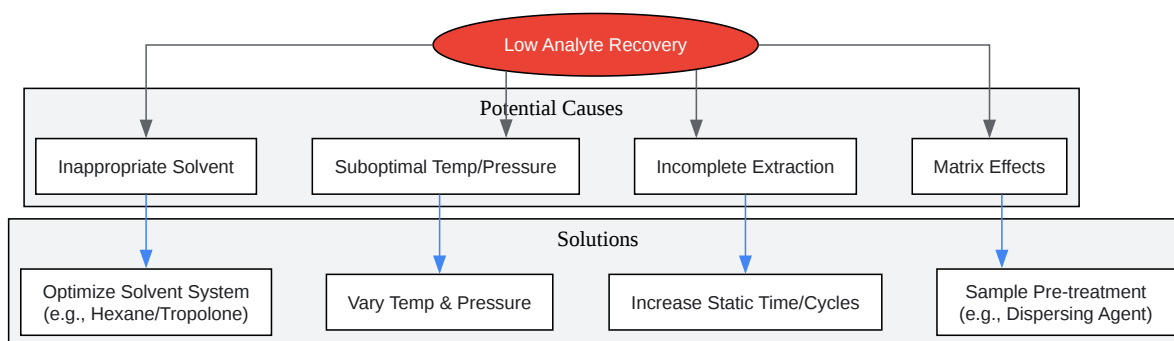 Low Analyte Recovery
Potential Causes
Inappropriate Solvent
Suboptimal Temp/Pressure
Incomplete Extraction
Matrix Effects
Solutions
Optimize Solvent System
(e.g., Hexane/Tropolone)
Vary Temp & Pressure
Increase Static Time/Cycles
Sample Pre-treatment
(e.g., Dispersing Agent)